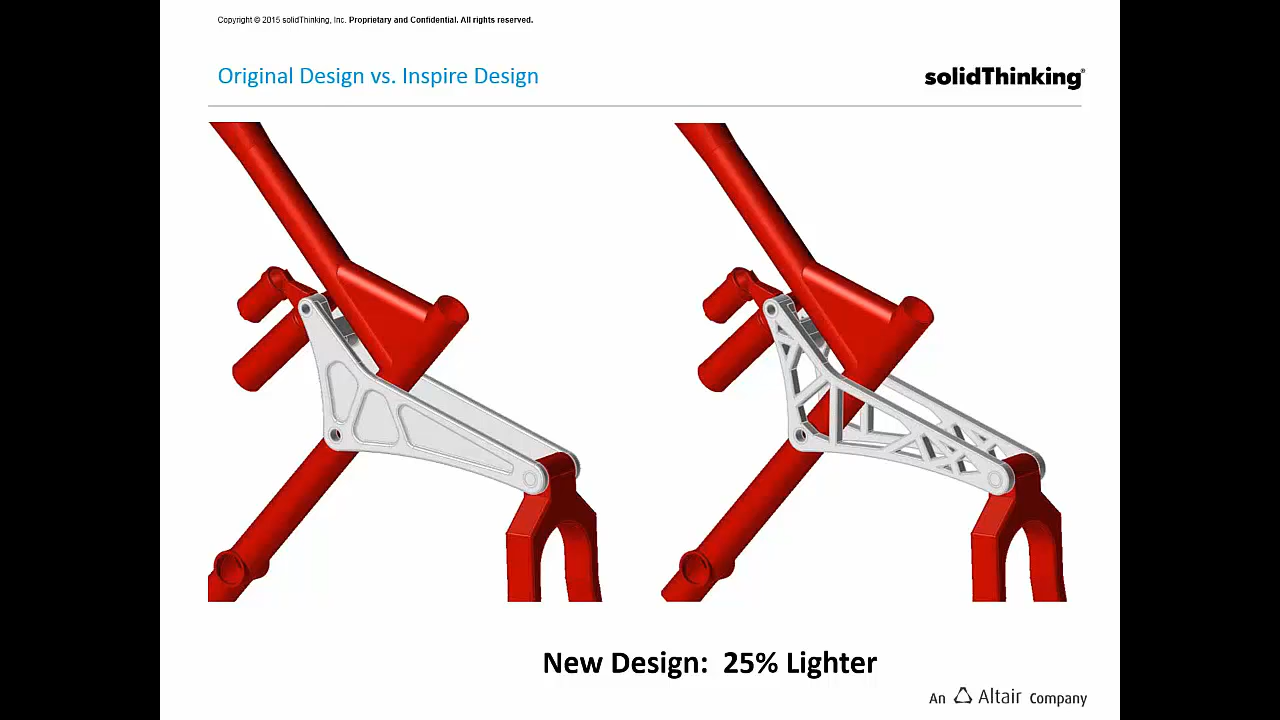 Copyright © 2015 solidThinking, Inc. Proprietary and Confidential. All rights reserved.
Original Design vs. Inspire Design
solidThinking®
New Design: 25% Lighter
An Altair Company